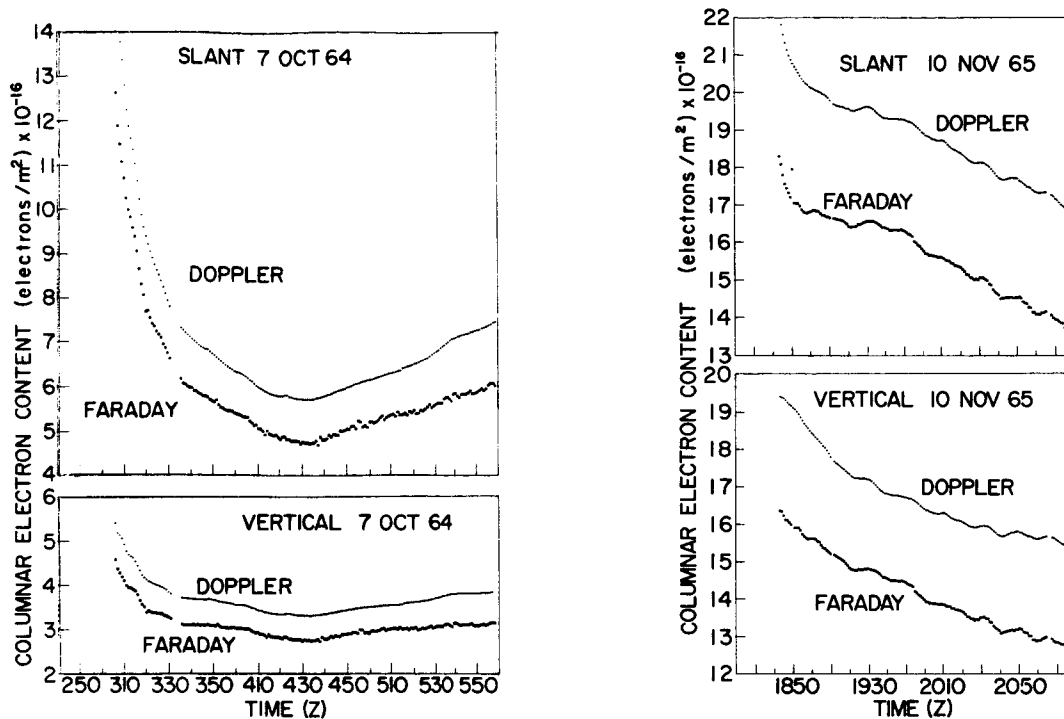 COLUMNAR ELECTRON CONTENT (electrons/m²) x 10⁻¹⁶
14
13
12
11
10
9
8
7
6
5
4
SLANT 7 OCT 64
DOPPLER
FARADAY
6
5
4
3
2
VERTICAL 7 OCT 64
DOPPLER
FARADAY
250 310 330 350 410 430 450 510 530 550
TIME (Z)
COLUMNAR ELECTRON CONTENT (electrons/m²) x 10⁻¹⁶
22
21
20
19
18
17
16
15
14
13
SLANT 10 NOV 65
DOPPLER
FARADAY
20
19
18
17
16
15
14
13
12
VERTICAL 10 NOV 65
DOPPLER
FARADAY
1850 1930 2010 2050
TIME (Z)